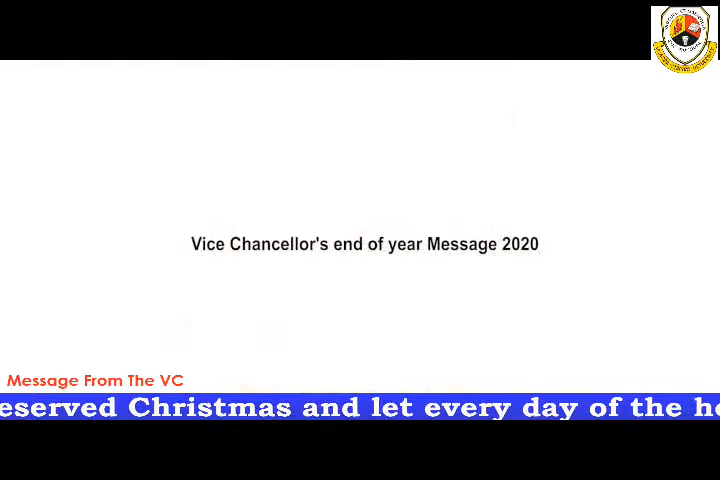 Vice Chancellor's end of year Message 2020
Message From The VC
eserved Christmas and let every day of the h